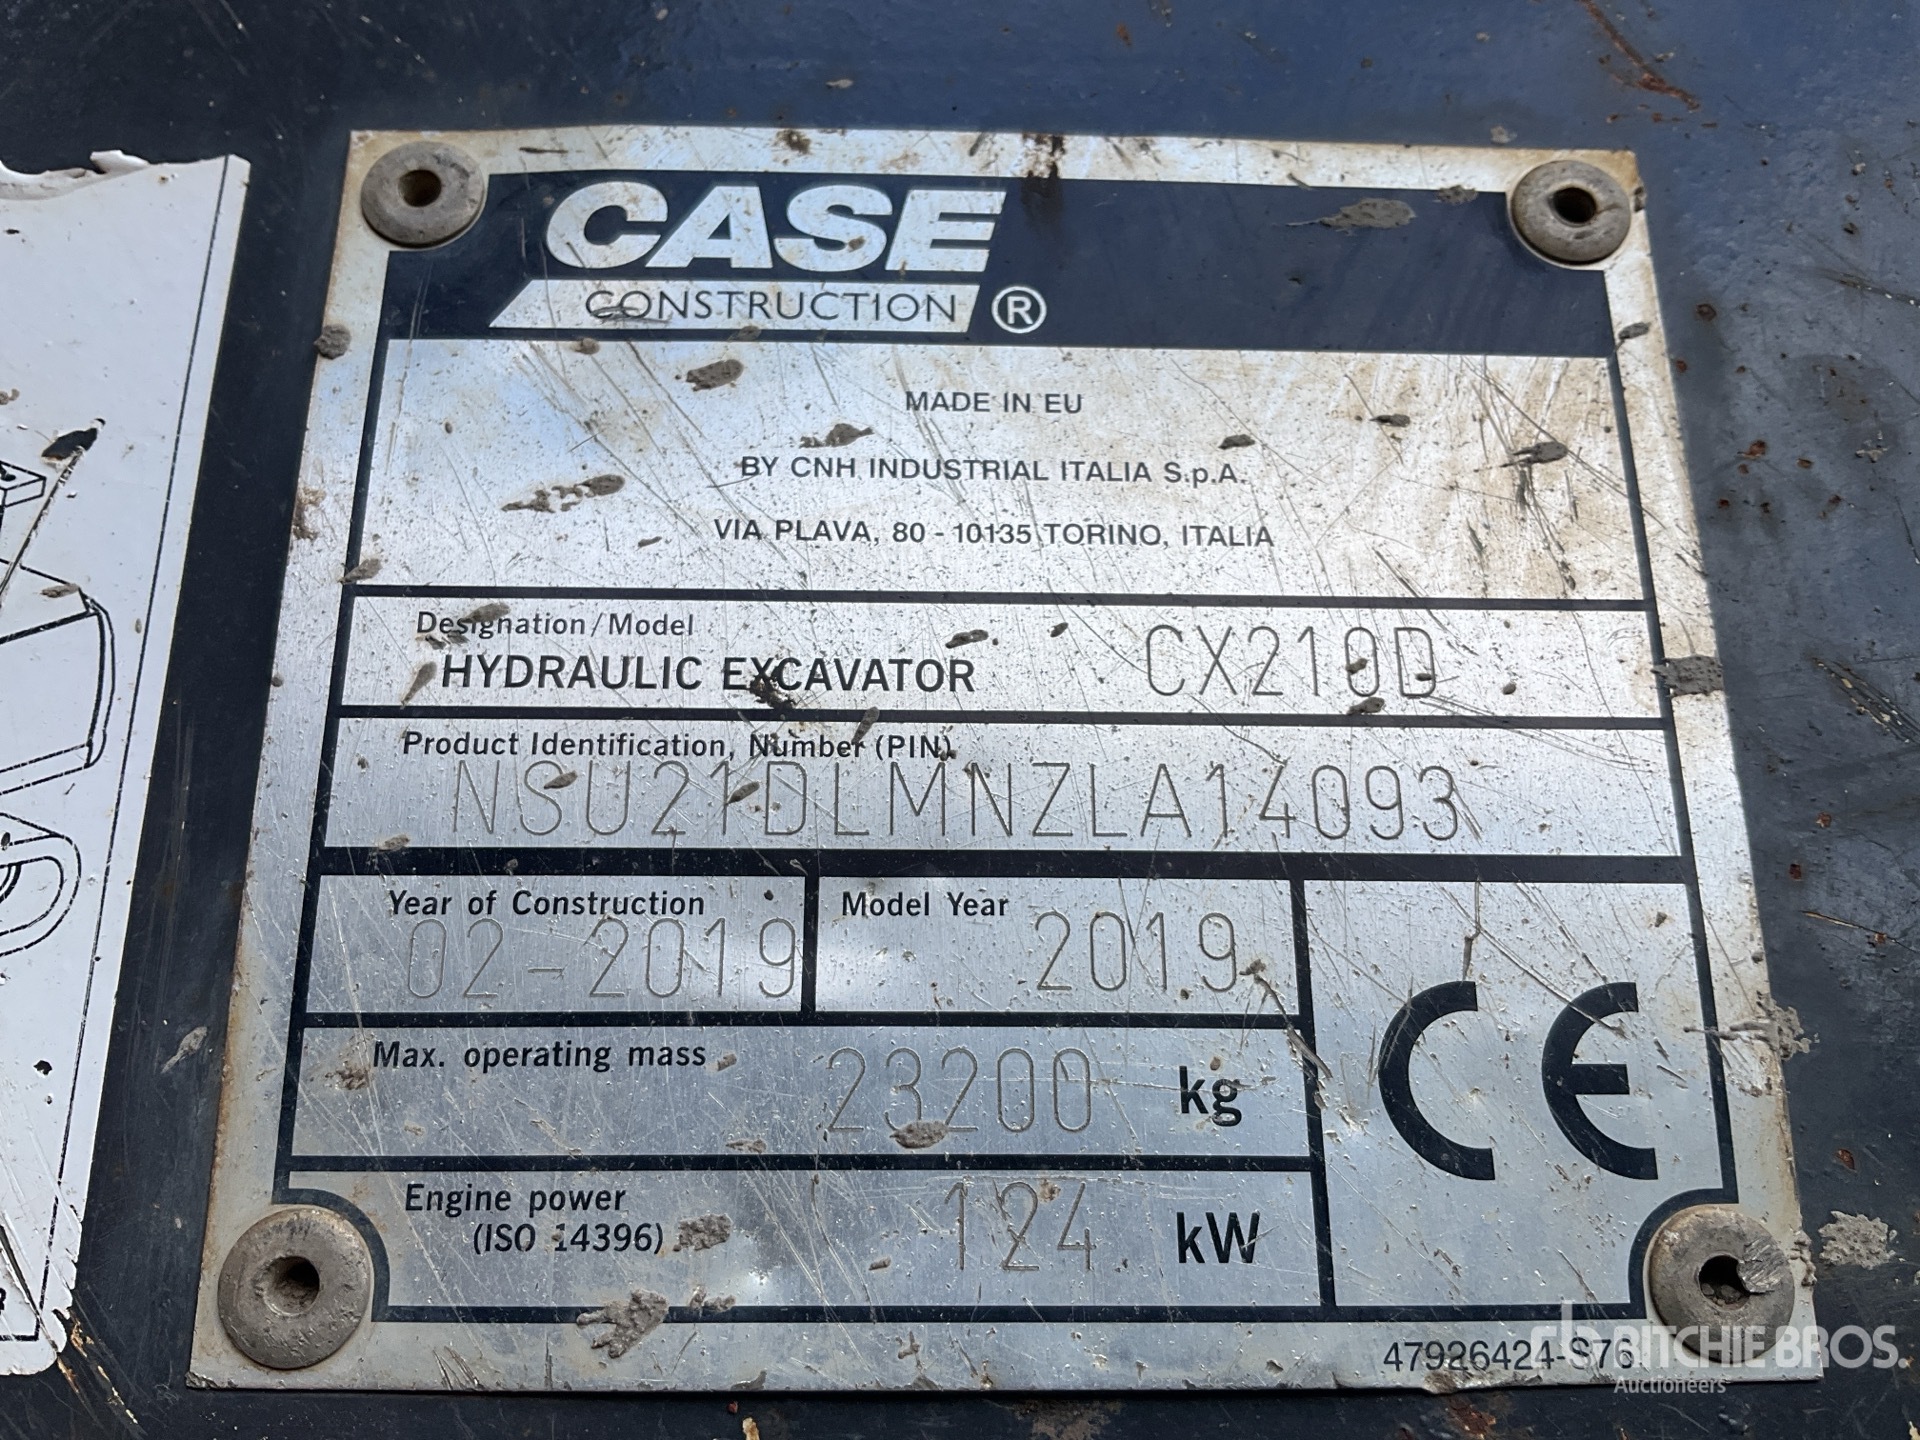 CASE
CONSTRUCTION ®
MADE IN EU
BY CNH INDUSTRIAL ITALIA S.p.A.
VIA PLAVA, 80 - 10135 TORINO, ITALIA
Designation/Model
HYDRAULIC EXCAVATOR CX210D
Product Identification, Number (PIN)
NSU21DLMNZLA14093
Year of Construction Model Year
02-2019 2019
Max. operating mass 23200 kg
Engine power
(ISO 14396) 124 kW
CE
47926424-S76
RITCHIE BROS.
Auctioneers